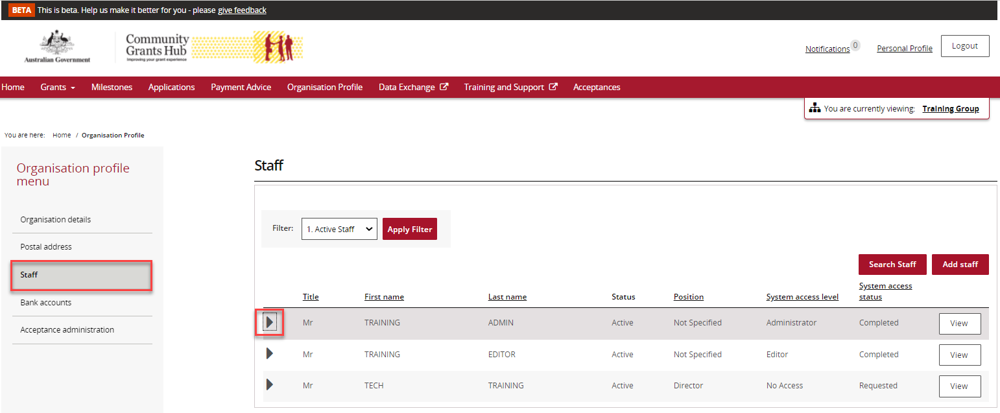 BETA This is beta. Help us make it better for you - please give feedback
Australian Government
Community
Grants Hub
Improving your grant experience
Notifications 0 Personal Profile Logout
Home Grants Milestones Applications Payment Advice Organisation Profile Data Exchange Training and Support Acceptances
You are currently viewing: Training Group
You are here: Home / Organisation Profile
Organisation profile
menu
Organisation details
Postal address
Staff
Bank accounts
Acceptance administration
Staff
Filter: 1. Active Staff Apply Filter
Search Staff Add staff
Title First name Last name Status Position System access level System access
status
Mr TRAINING ADMIN Active Not Specified Administrator Completed View
Mr TRAINING EDITOR Active Not Specified Editor Completed View
Mr TECH TRAINING Active Director No Access Requested View